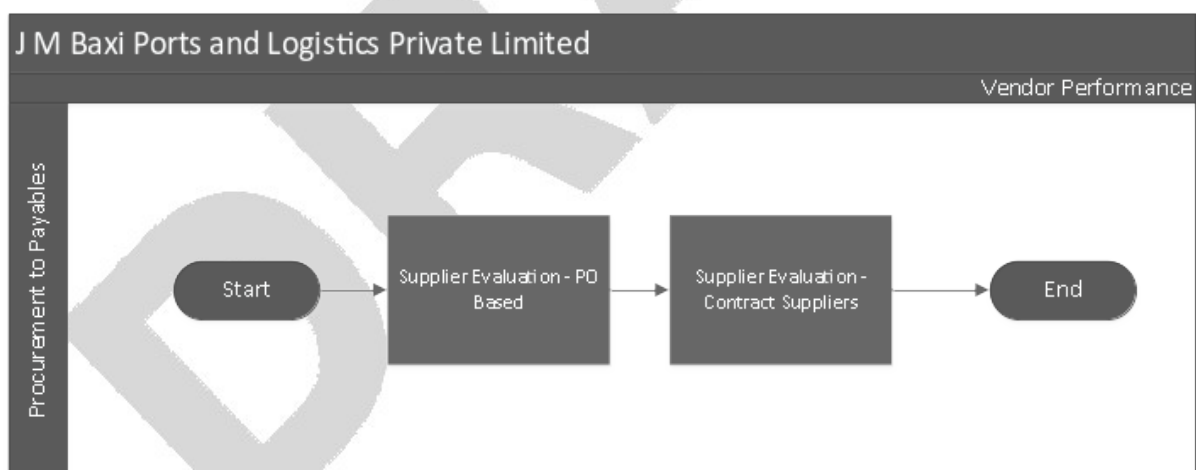 J M Baxi Ports and Logistics Private Limited
Vendor Performance
Procurement to Payables
Start
Supplier Evaluation - PO
Based
Supplier Evaluation -
Contract Suppliers
End